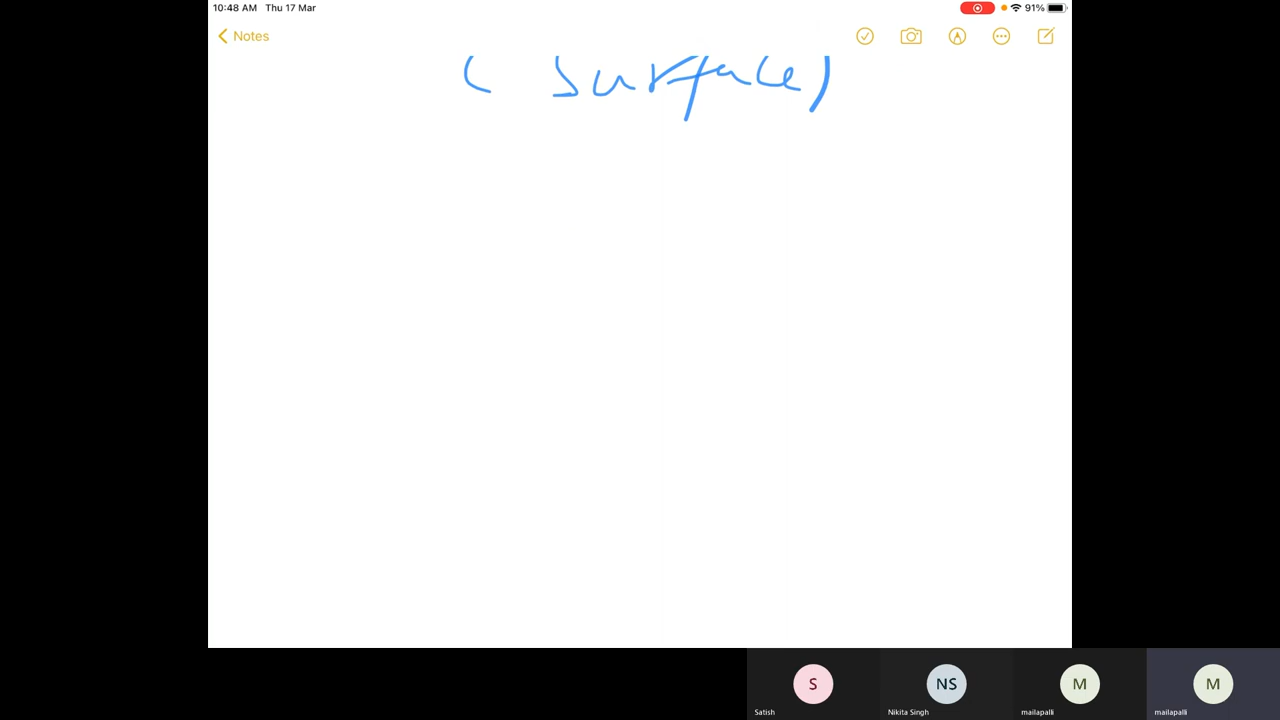 10:48 AM Thu 17 Mar
91%
Notes
( Surface)
S
NS
M
M
Satish
Nikita Singh
mailapalli
mailapalli